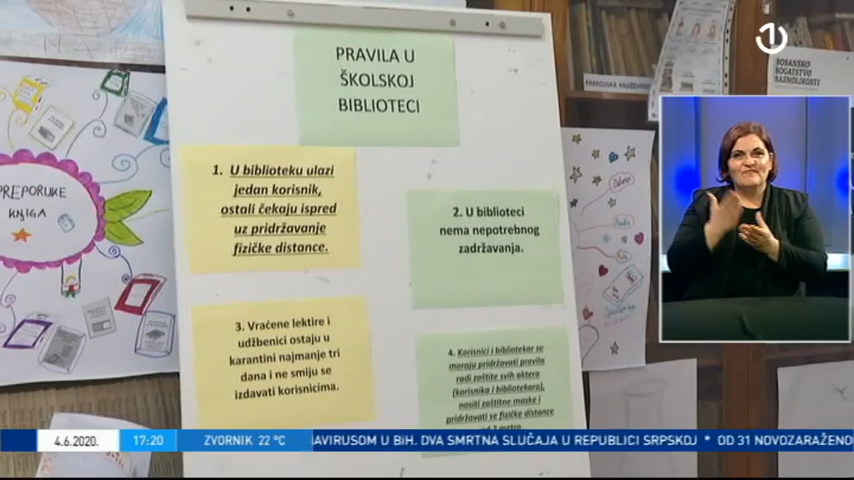 PRAVILA U
ŠKOLSKOJ
BIBLIOTECI
1. U biblioteku ulazi
jedan korisnik,
ostali čekaju ispred
uz pridržavanje
fizičke distance.
2. U biblioteci
nema nepotrebnog
zadržavanja.
3. Vraćene lektire i
udžbenici ostaju u
karantini najmanje tri
dana i ne smiju se
izdavati korisnicima.
4. Korisnici i bibliotekar se
moraju pridržavati pravila
radi zaštite svih aktera
(korisnika i bibliotekara),
nositi zaštitne maske i
pridržavati se fizičke distance
PREPORUKE
KNJIGA
FRANCUSKA KNJIŽEVNOST
BOSANSKO
BOGATSTVO
RAZNOLIKOSTI
4.6.2020.
17:20
ZVORNIK 22 °C
AVIRUSOM U BiH. DVA SMRTNA SLUČAJA U REPUBLICI SRPSKOJ * OD 31 NOVOZARAŽENO